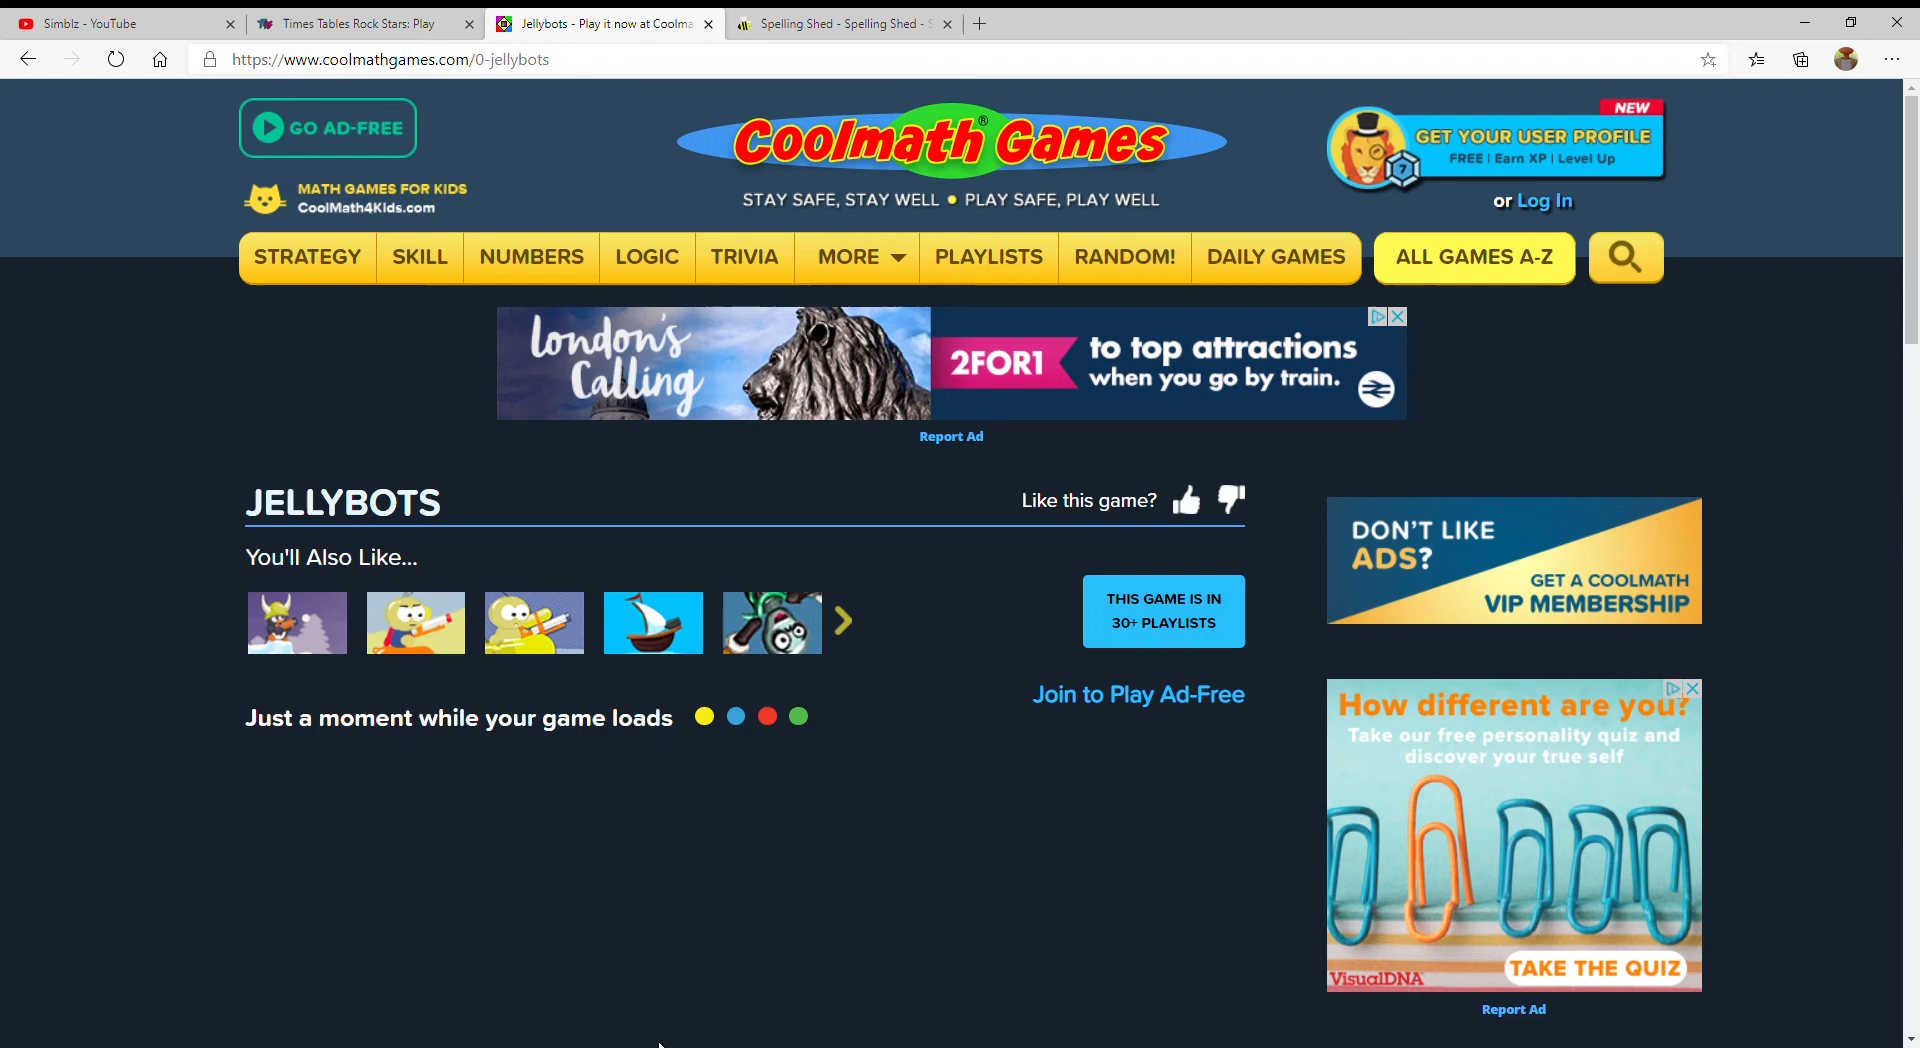 Simblz - YouTube
Times Tables Rock Stars: Play
Jellybots - Play it now at Coolma
Spelling Shed - Spelling Shed - S
https://www.coolmathgames.com/0-jellybots
GO AD-FREE
MATH GAMES FOR KIDS
CoolMath4Kids.com
Coolmath® Games
STAY SAFE, STAY WELL ● PLAY SAFE, PLAY WELL
NEW
GET YOUR USER PROFILE
FREE | Earn XP | Level Up
7
or Log In
STRATEGY
SKILL
NUMBERS
LOGIC
TRIVIA
MORE
PLAYLISTS
RANDOM!
DAILY GAMES
ALL GAMES A-Z
London's
Calling
2FOR1
to top attractions
when you go by train.
Report Ad
JELLYBOTS
Like this game?
You'll Also Like...
THIS GAME IS IN
30+ PLAYLISTS
Join to Play Ad-Free
Just a moment while your game loads
DON'T LIKE
ADS?
GET A COOLMATH
VIP MEMBERSHIP
How different are you?
Take our free personality quiz and
discover your true self
VisualDNA
TAKE THE QUIZ
Report Ad